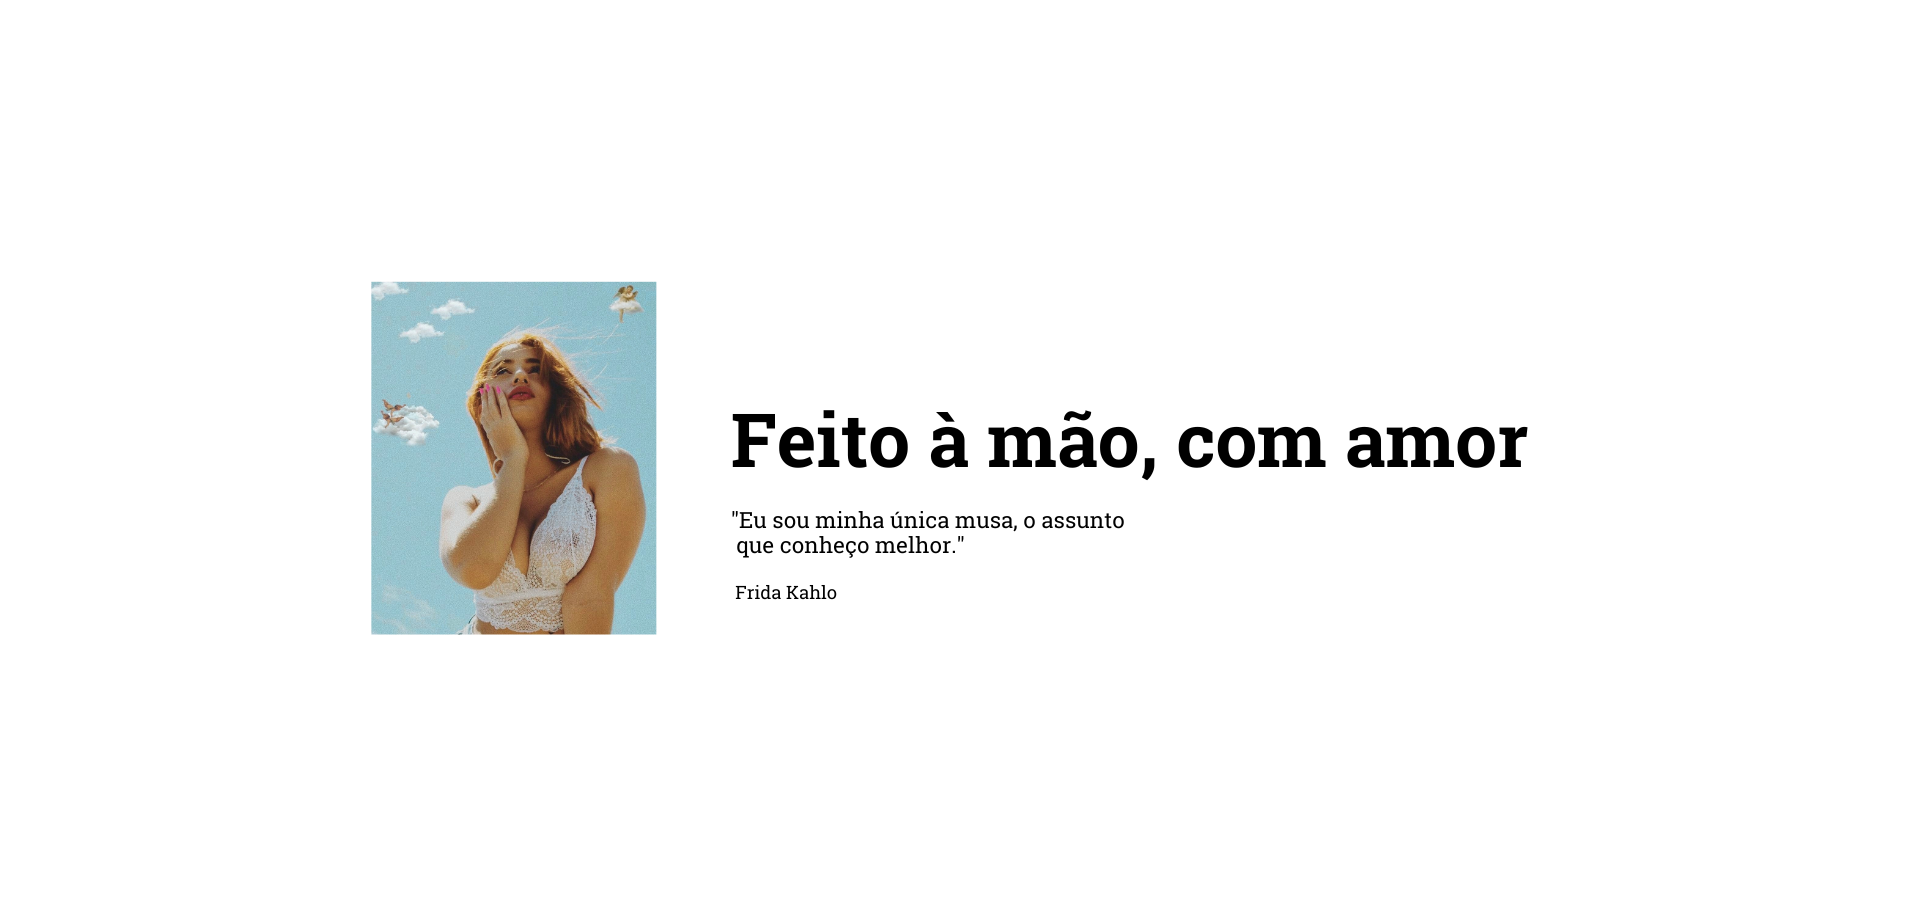 Feito à mão, com amor
"Eu sou minha única musa, o assunto
que conheço melhor."
Frida Kahlo